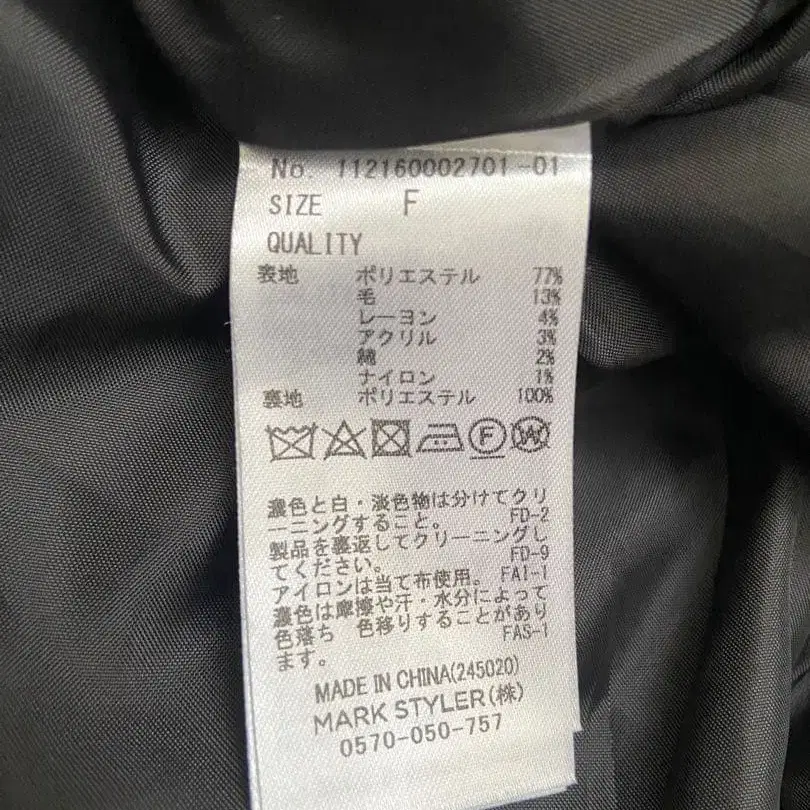 No. 112160002701-01
SIZE F
QUALITY
表地 ポリエステル 77%
毛 13%
レーヨン 4%
アクリル 3%
綿 2%
ナイロン 1%
裏地 ポリエステル 100%
F W
濃色と白・淡色物は分けてクリ
ーニングすること。 FD-2
製品を裏返してクリーニングし
てください。 FD-9
アイロンは当て布使用。 FAI-1
濃色は摩擦や汗・水分によって
色落ち 色移りすることがあり
ます。 FAS-1
MADE IN CHINA(245020)
MARK STYLER(株)
0570-050-757